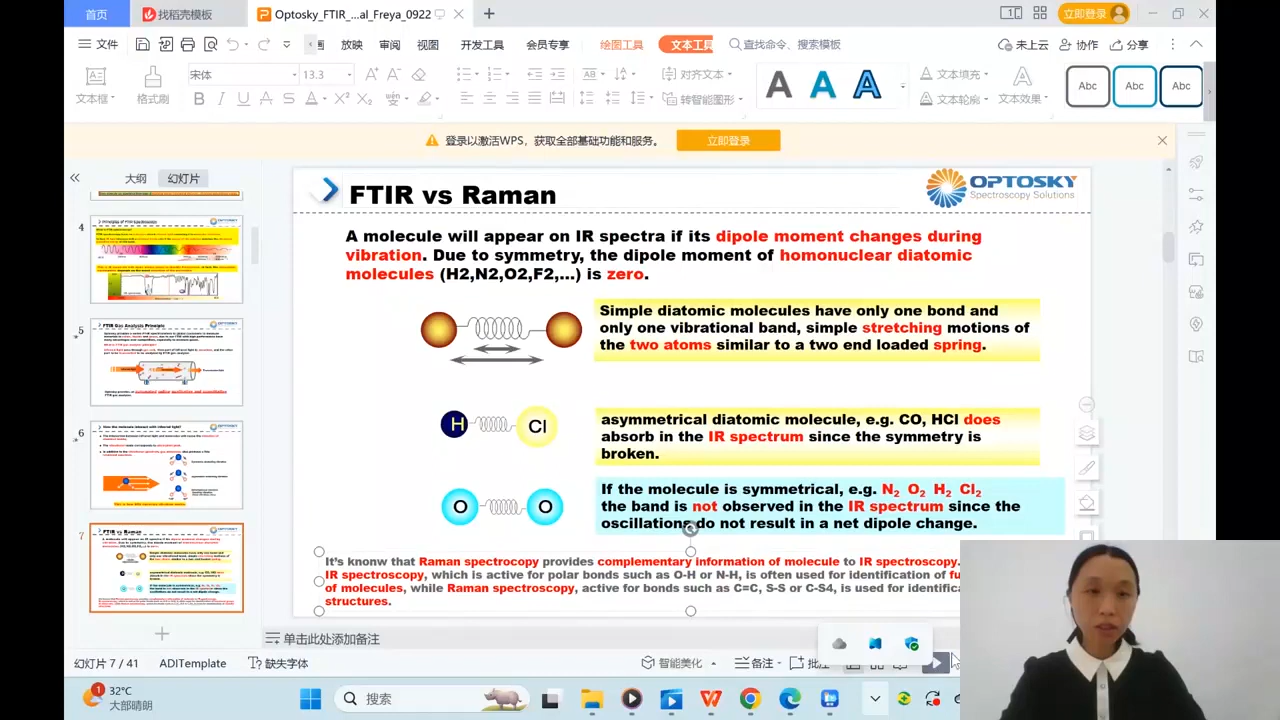 首页
找稻壳模板
Optosky_FTIR_...al_Freya_0922
立即登录
文件
放映 审阅 视图 开发工具 会员专享 绘图工具 文本工具
查找命令、搜索模板
未上云 协作 分享
文本框
格式刷
宋体
13.3
B I U A S
对齐文本
转智能图形
A A A
文本填充
文本轮廓
文本效果
Abc Abc Abc
登录以激活WPS，获取全部基础功能和服务。
立即登录
大纲 幻灯片
4
5
FTIR Gas Analysis Principle
6
7
FTIR vs Raman
FTIR vs Raman
OPTOSKY
Spectroscopy Solutions
A molecule will appear in IR spectra if its dipole moment changes during
vibration. Due to symmetry, the dipole moment of homonuclear diatomic
molecules (H2,N2,O2,F2,...) is zero.
Simple diatomic molecules have only one bond and
only one vibrational band, since stretching motions of
the two atoms similar to a two end loaded spring.
H Cl
asymmetrical diatomic molecule, e.g. CO, HCl does
absorb in the IR spectrum since the symmetry is
broken.
O O
If the molecule is symmetrical, e.g. N2 O2 H2 Cl2
the band is not observed in the IR spectrum since the
oscillations do not result in a net dipole change.
It's knonw that Raman spectrocopy provides complementary information of molecule to IR spectroscopy.
IR spectroscopy, which is active for polar bonds such as O-H or N-H, is often used for identification of
of molecules, while Raman spectroscopy, active for bonds such as C=C, S-S or C-S4, is used for
structures.
单击此处添加备注
幻灯片 7 / 41
ADITemplate
缺失字体
智能美化
备注
批注
1
32°C
大部晴朗
搜索